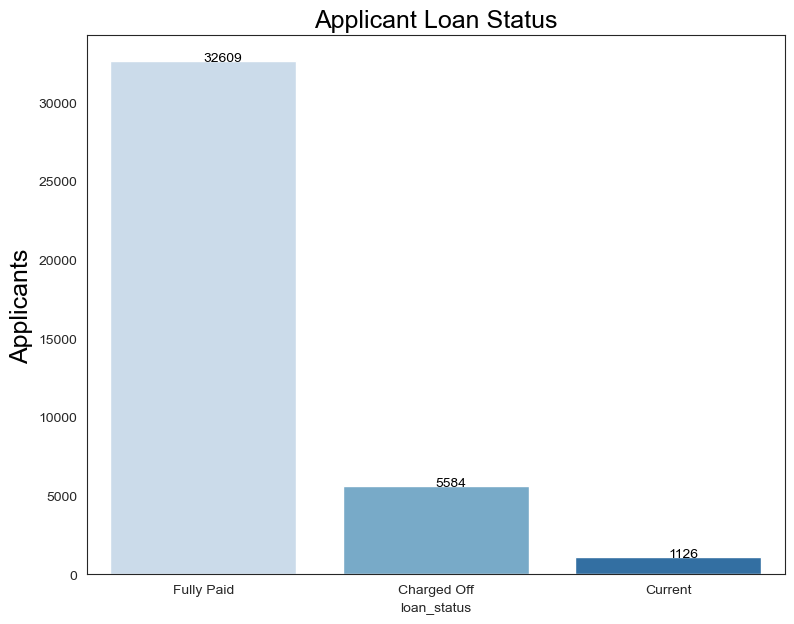 Applicant Loan Status
Applicants
30000
25000
20000
15000
10000
5000
0
32609
5584
1126
Fully Paid
Charged Off
Current
loan_status